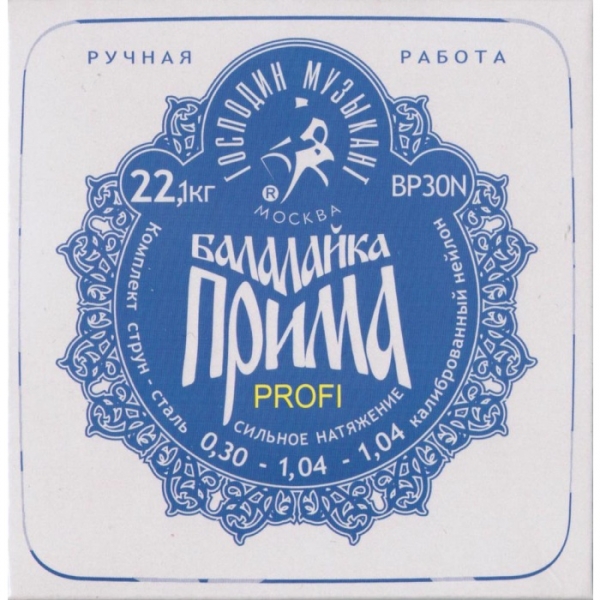 РУЧНАЯ РАБОТА
ГОСПОДИН МУЗЫКАНТ
®
МОСКВА
22,1кг
BP30N
БАЛАЛАЙКА
ПРИМА
PROFI
СИЛЬНОЕ НАТЯЖЕНИЕ
Комплект струн - сталь
калиброванный нейлон
0,30 - 1,04 - 1,04